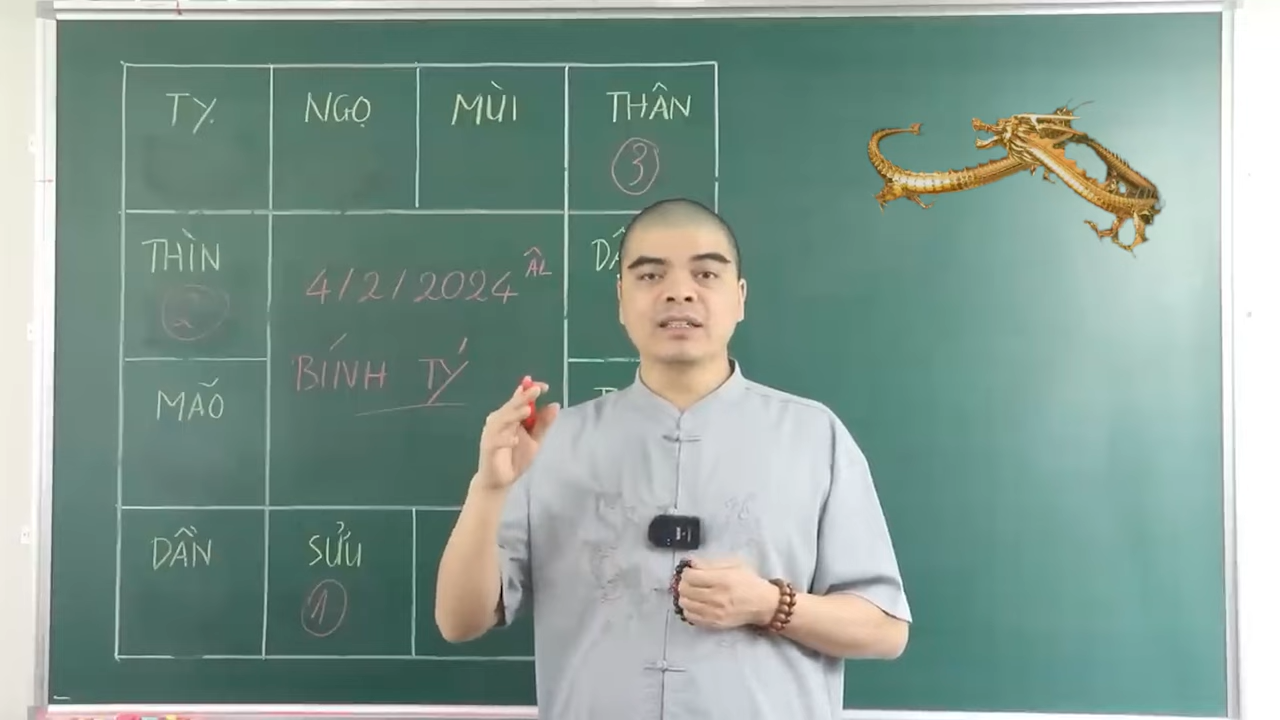 TỴ NGỌ MÙI THÂN
3
THÌN
2
4/2/2024 ÂL
BÍNH TÝ
MÃO
DẦN SỬU
1